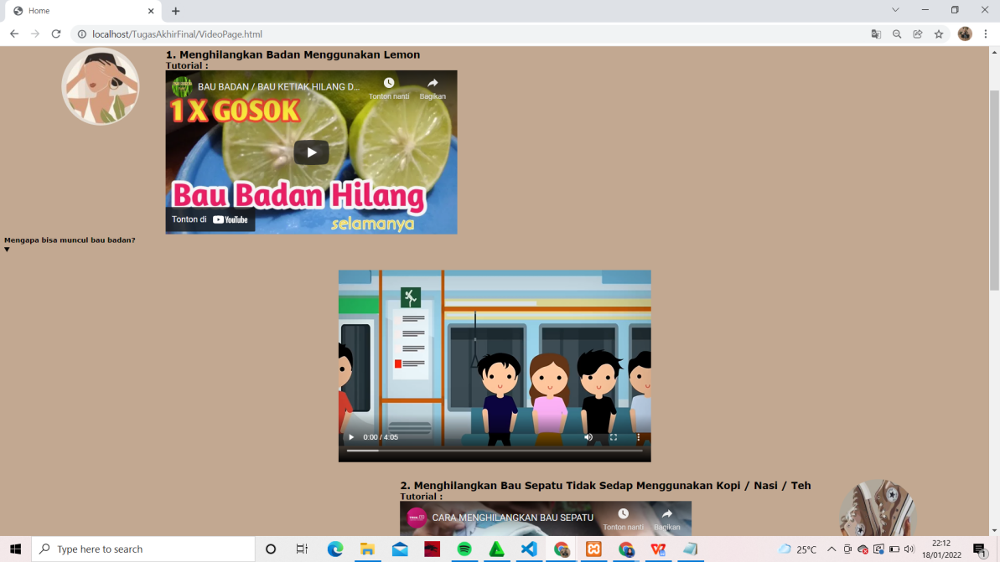 Home
localhost/TugasAkhirFinal/VideoPage.html
1. Menghilangkan Badan Menggunakan Lemon
Tutorial :
BAU BADAN / BAU KETIAK HILANG D...
Tonton nanti
Bagikan
1 X GOSOK
Bau Badan Hilang
selamanya
Tonton di YouTube
Mengapa bisa muncul bau badan?
0:00 / 4:05
2. Menghilangkan Bau Sepatu Tidak Sedap Menggunakan Kopi / Nasi / Teh
Tutorial :
CARA MENGHILANGKAN BAU SEPATU
Tonton nanti
Bagikan
Type here to search
25°C
22:12
18/01/2022
1